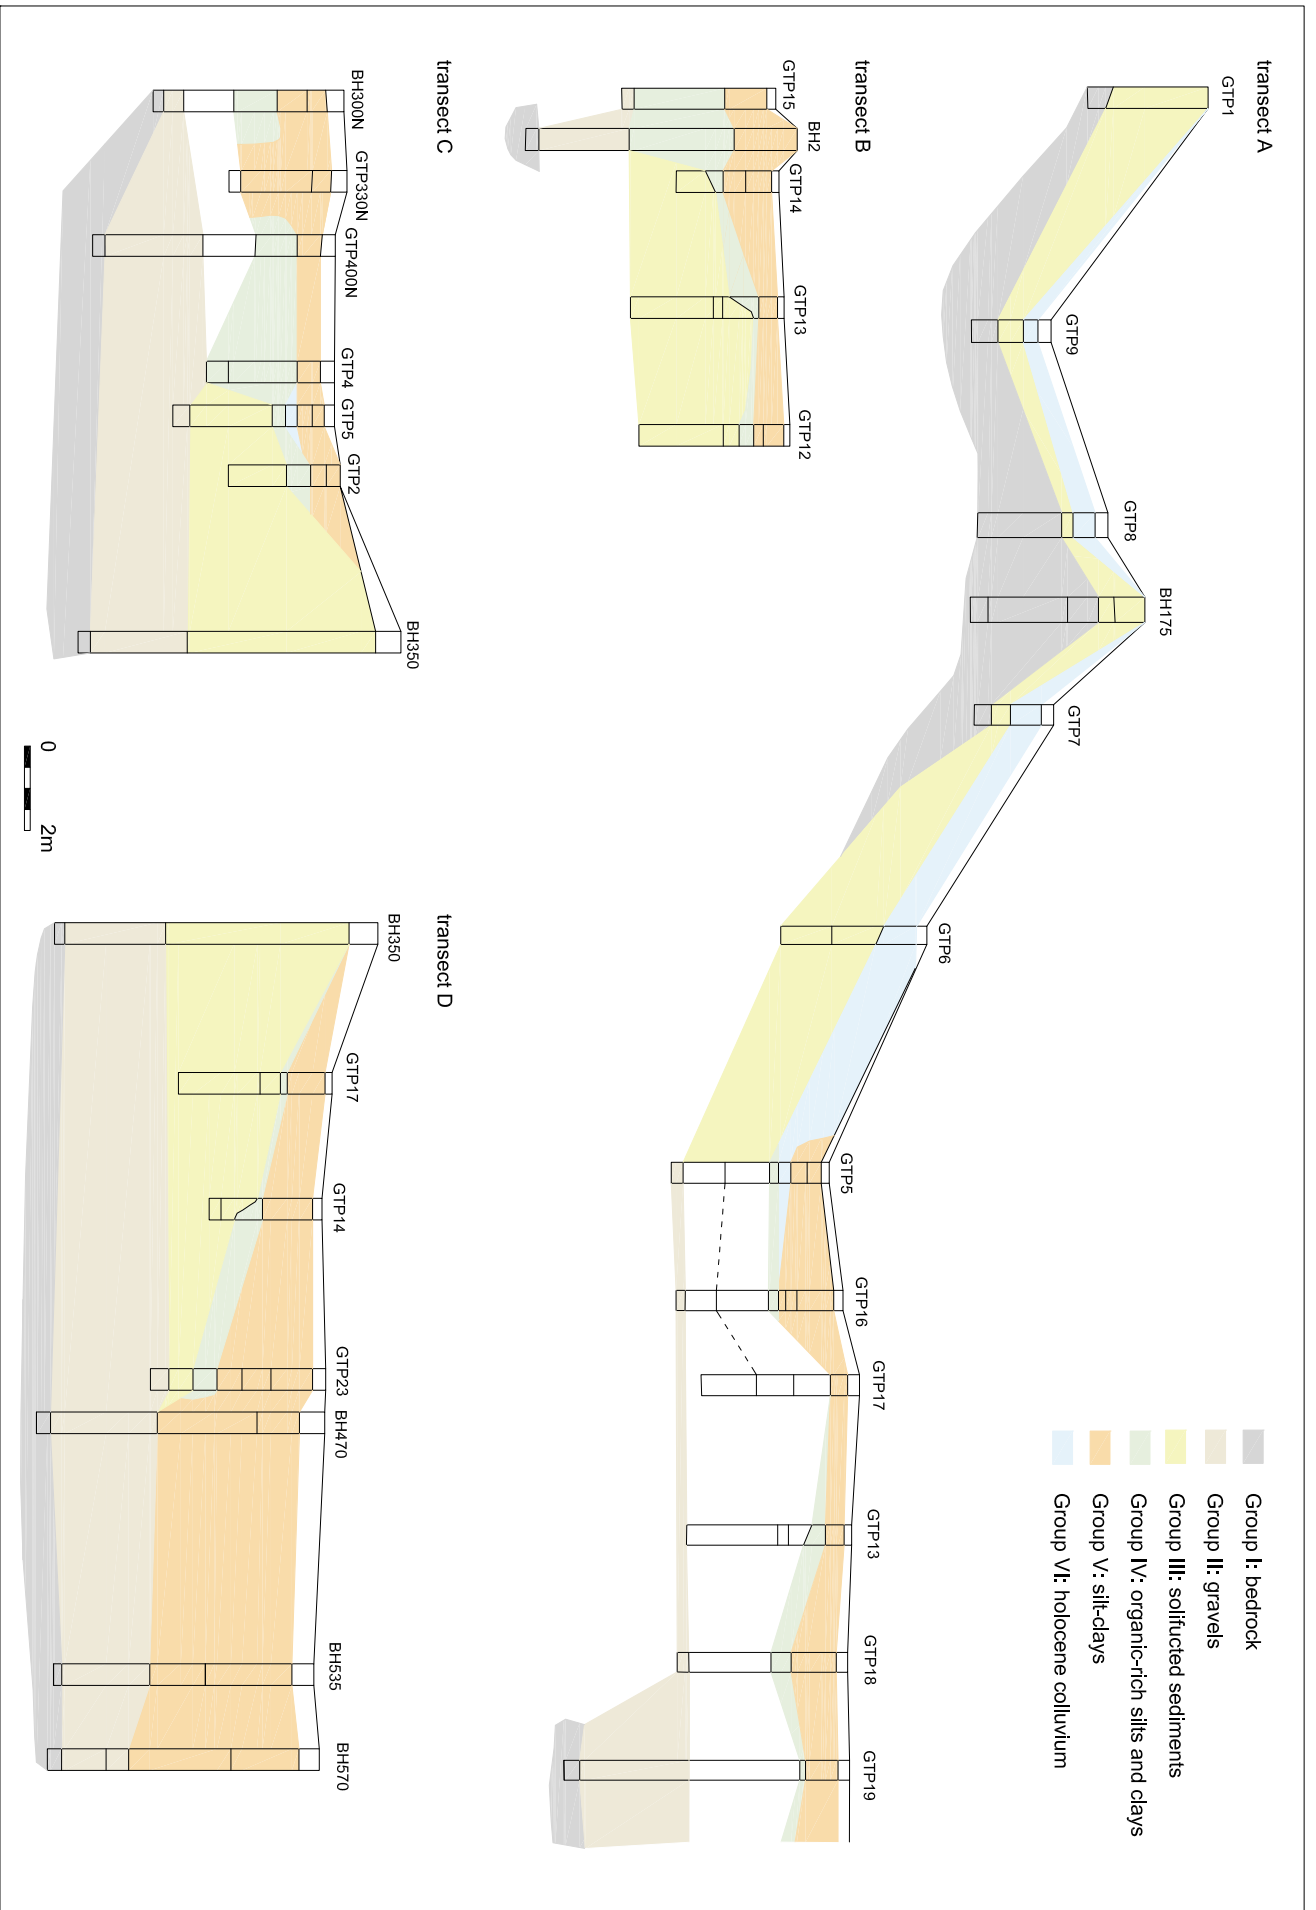 transect A
GTP1
GTP9
GTP8
BH175
GTP7
GTP6
GTP5
GTP16
GTP17
GTP13
GTP18
GTP19
Group I: bedrock
Group II: gravels
Group III: solifucted sediments
Group IV: organic-rich silts and clays
Group V: silt-clays
Group VI: holocene colluvium
transect B
GTP15
BH2
GTP14
GTP13
GTP12
transect C
BH300N
GTP330N
GTP400N
GTP4
GTP5
GTP2
BH350
transect D
BH350
GTP17
GTP14
GTP23
BH470
BH535
BH570
0 2m